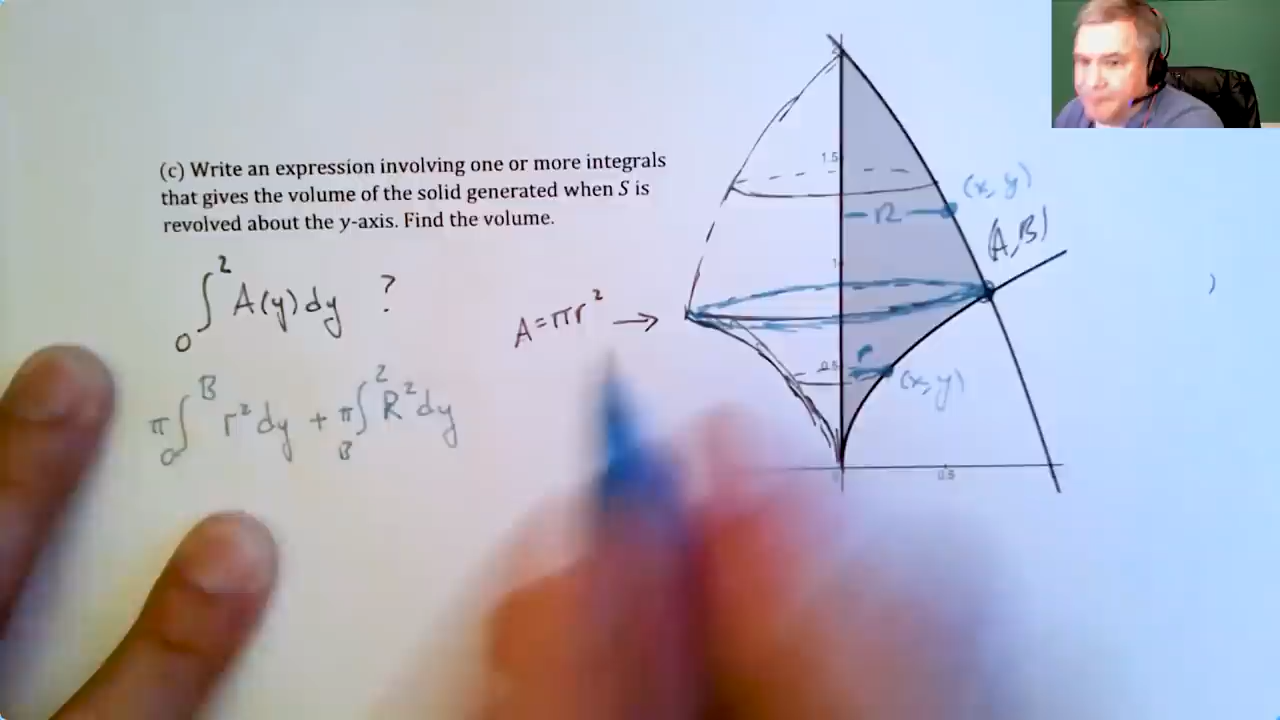 (c) Write an expression involving one or more integrals
that gives the volume of the solid generated when S is
revolved about the y-axis. Find the volume.
∫₀² A(y) dy ?
A = πr² →
π∫₀ᴮ r² dy + π∫ᴮ² R² dy
2
1.5
(x, y)
R
(A, B)
1
0.5
r
(x, y)
0
0.5